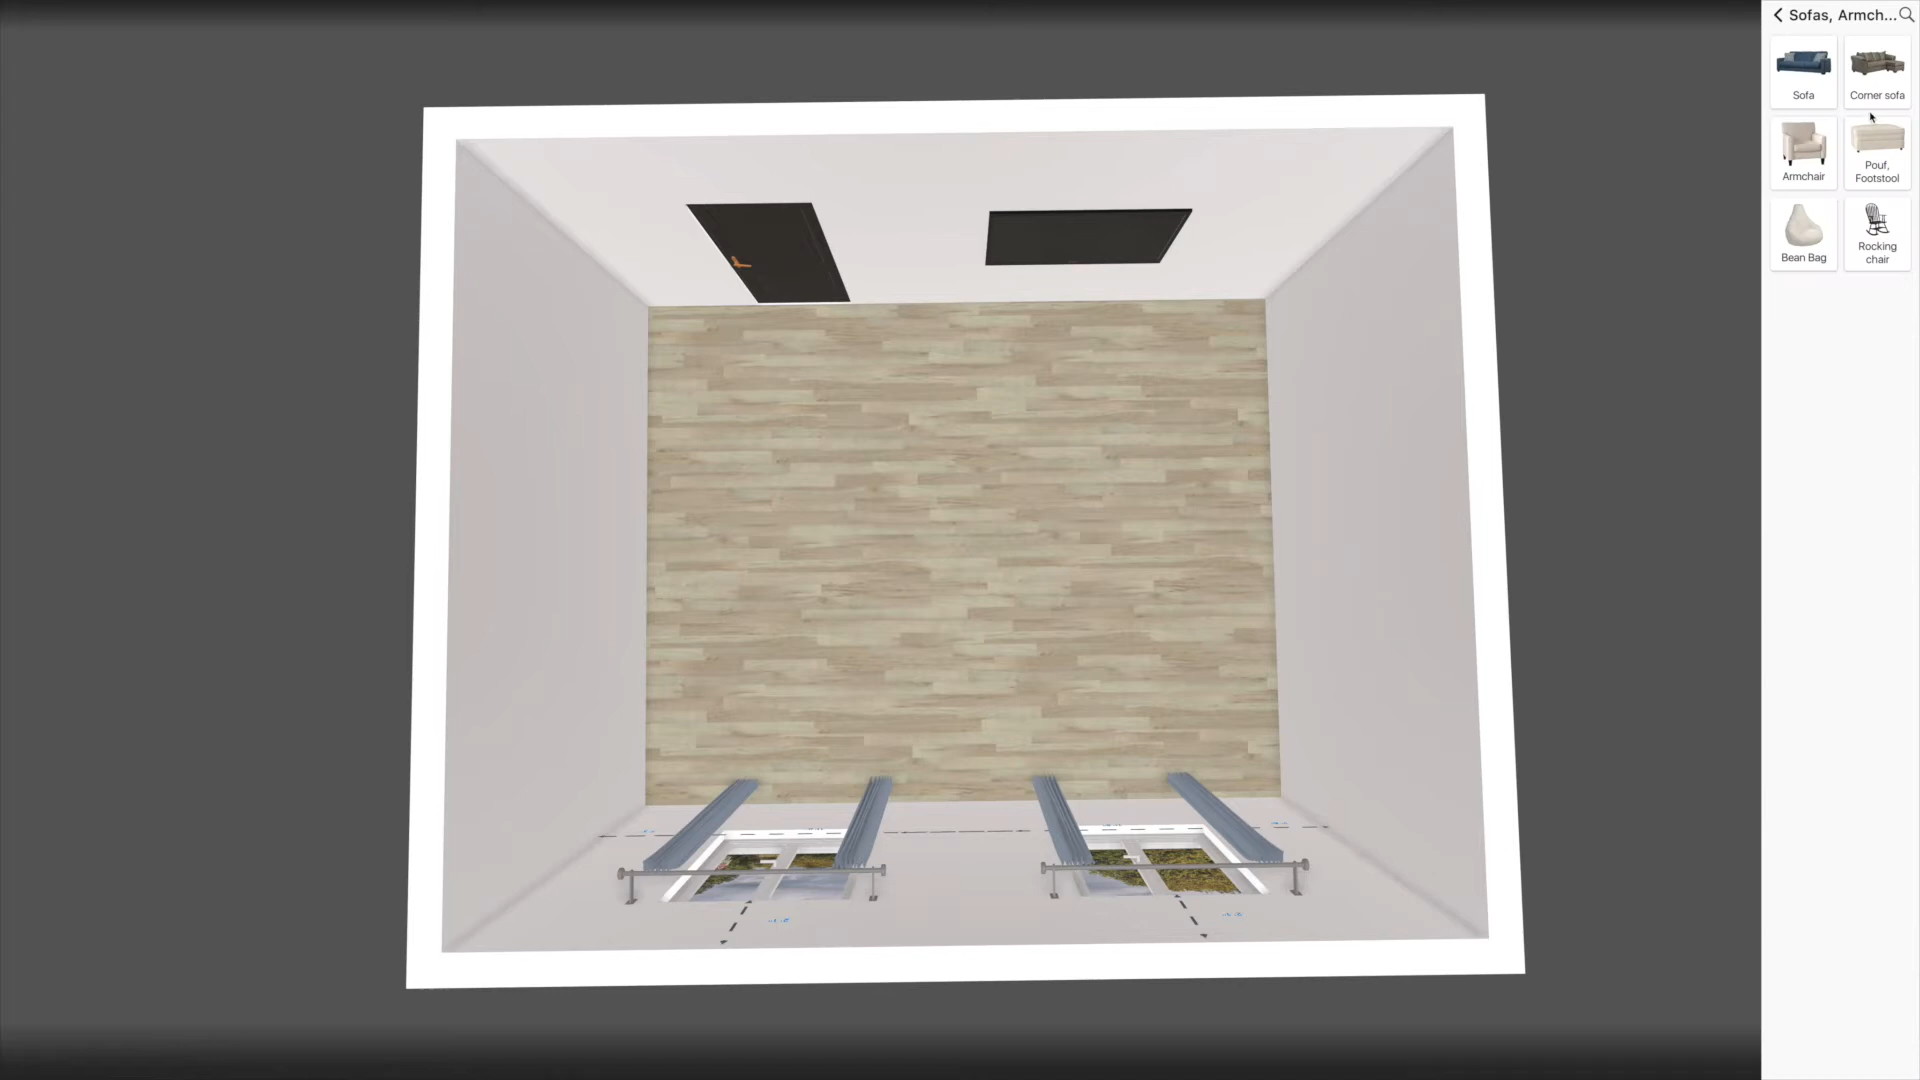 Sofas, Armch...
Sofa
Corner sofa
Armchair
Pouf,
Footstool
Bean Bag
Rocking
chair